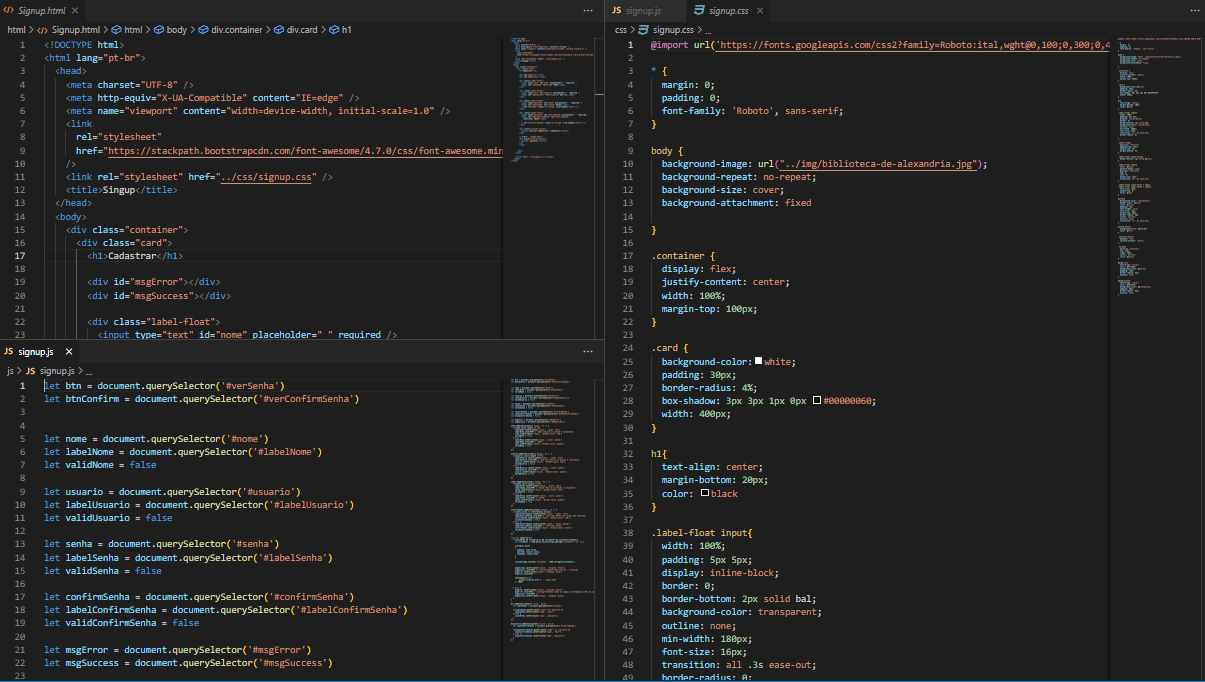 Signup.html
html > Signup.html > html > body > div.container > div.card > h1
1 <!DOCTYPE html>
2 <html lang="pt-br">
3 <head>
4 <meta charset="UTF-8" />
5 <meta http-equiv="X-UA-Compatible" content="IE=edge" />
6 <meta name="viewport" content="width=device-width, initial-scale=1.0" />
7 <link
8 rel="stylesheet"
9 href="https://stackpath.bootstrapcdn.com/font-awesome/4.7.0/css/font-awesome.min
10 />
11 <link rel="stylesheet" href="../css/signup.css" />
12 <title>Singup</title>
13 </head>
14 <body>
15 <div class="container">
16 <div class="card">
17 <h1>Cadastrar</h1>
18
19 <div id="msgError"></div>
20 <div id="msgSuccess"></div>
21
22 <div class="label-float">
23 <input type="text" id="nome" placeholder=" " required />
JS signup.js
js > JS signup.js > ...
1 let btn = document.querySelector('#verSenha')
2 let btnConfirm = document.querySelector('#verConfirmSenha')
3
4
5 let nome = document.querySelector('#nome')
6 let labelNome = document.querySelector('#labelNome')
7 let validNome = false
8
9 let usuario = document.querySelector('#usuario')
10 let labelUsuario = document.querySelector('#labelUsuario')
11 let validUsuario = false
12
13 let senha = document.querySelector('#senha')
14 let labelSenha = document.querySelector('#labelSenha')
15 let validSenha = false
16
17 let confirmSenha = document.querySelector('#confirmSenha')
18 let labelConfirmSenha = document.querySelector('#labelConfirmSenha')
19 let validConfirmSenha = false
20
21 let msgError = document.querySelector('#msgError')
22 let msgSuccess = document.querySelector('#msgSuccess')
23
JS signup.js signup.css
css > signup.css > ...
1 @import url('https://fonts.googleapis.com/css2?family=Roboto:ital,wght@0,100;0,300;0,4
2
3 * {
4 margin: 0;
5 padding: 0;
6 font-family: 'Roboto', sans-serif;
7 }
8
9 body {
10 background-image: url("../img/biblioteca-de-alexandria.jpg");
11 background-repeat: no-repeat;
12 background-size: cover;
13 background-attachment: fixed
14
15 }
16
17 .container {
18 display: flex;
19 justify-content: center;
20 width: 100%;
21 margin-top: 100px;
22 }
23
24 .card {
25 background-color: white;
26 padding: 30px;
27 border-radius: 4%;
28 box-shadow: 3px 3px 1px 0px #00000060;
29 width: 400px;
30 }
31
32 h1{
33 text-align: center;
34 margin-bottom: 20px;
35 color: black
36 }
37
38 .label-float input{
39 width: 100%;
40 padding: 5px 5px;
41 display: inline-block;
42 border: 0;
43 border-bottom: 2px solid bal;
44 background-color: transparent;
45 outline: none;
46 min-width: 180px;
47 font-size: 16px;
48 transition: all .3s ease-out;
49 border-radius: 0;